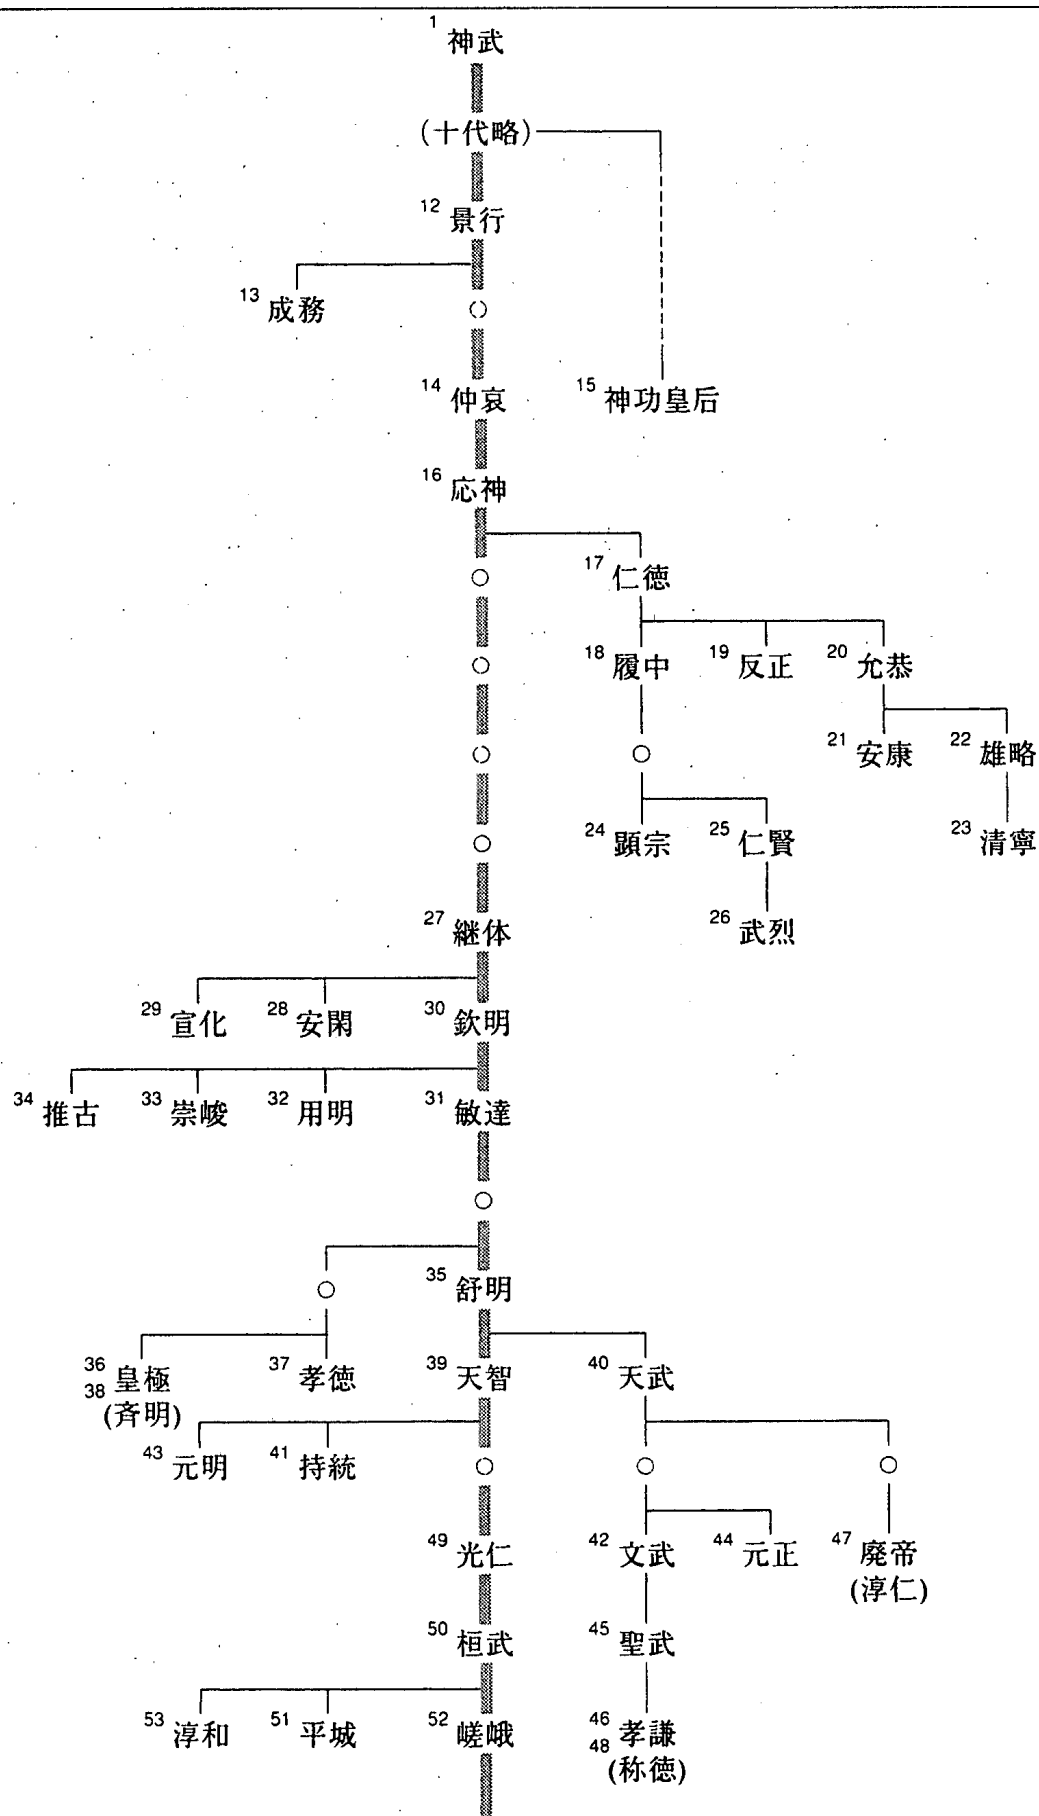 1 神武
(十代略)
12 景行
13 成務
14 仲哀 15 神功皇后
16 応神
17 仁徳
18 履中 19 反正 20 允恭
21 安康 22 雄略
24 顕宗 25 仁賢 23 清寧
27 継体 26 武烈
29 宣化 28 安閑 30 欽明
34 推古 33 崇峻 32 用明 31 敏達
35 舒明
36 38 皇極 37 孝徳 39 天智 40 天武
(斉明)
43 元明 41 持統
49 光仁 42 文武 44 元正 47 廃帝
(淳仁)
50 桓武 45 聖武
53 淳和 51 平城 52 嵯峨 46 48 孝謙
(称徳)